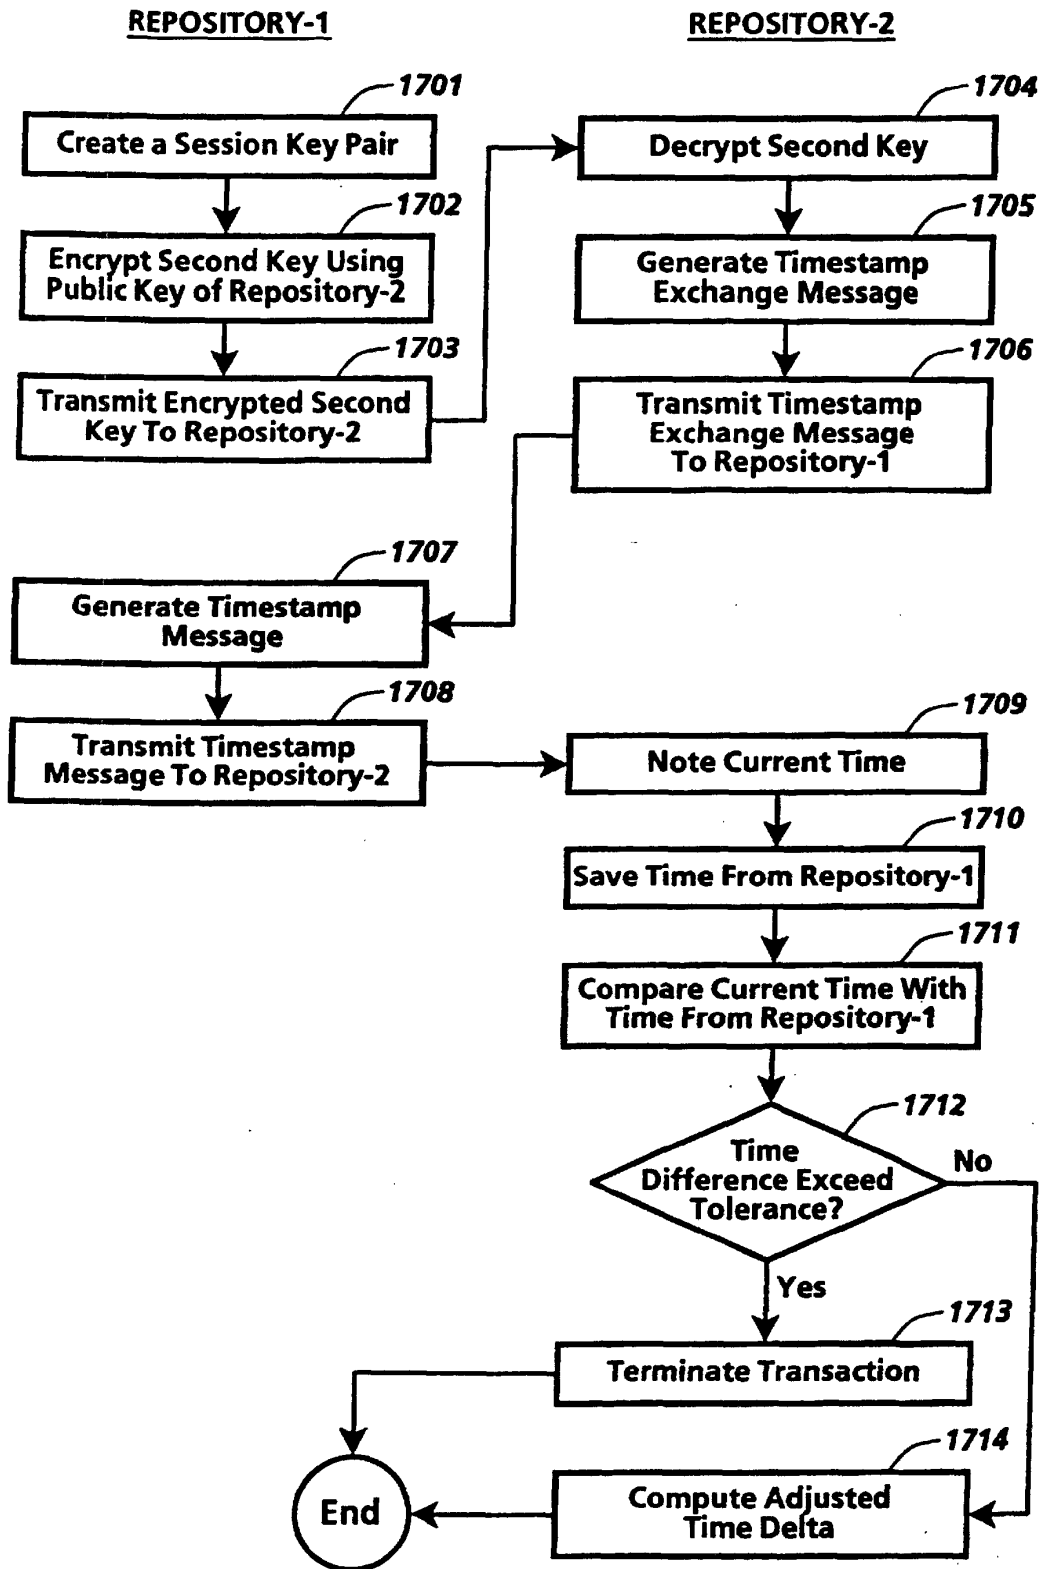 REPOSITORY-1
REPOSITORY-2
1701
Create a Session Key Pair
1702
Encrypt Second Key Using
Public Key of Repository-2
1703
Transmit Encrypted Second
Key To Repository-2
1704
Decrypt Second Key
1705
Generate Timestamp
Exchange Message
1706
Transmit Timestamp
Exchange Message
To Repository-1
1707
Generate Timestamp
Message
1708
Transmit Timestamp
Message To Repository-2
1709
Note Current Time
1710
Save Time From Repository-1
1711
Compare Current Time With
Time From Repository-1
1712
Time
Difference Exceed
Tolerance?
No
Yes
1713
Terminate Transaction
1714
Compute Adjusted
Time Delta
End